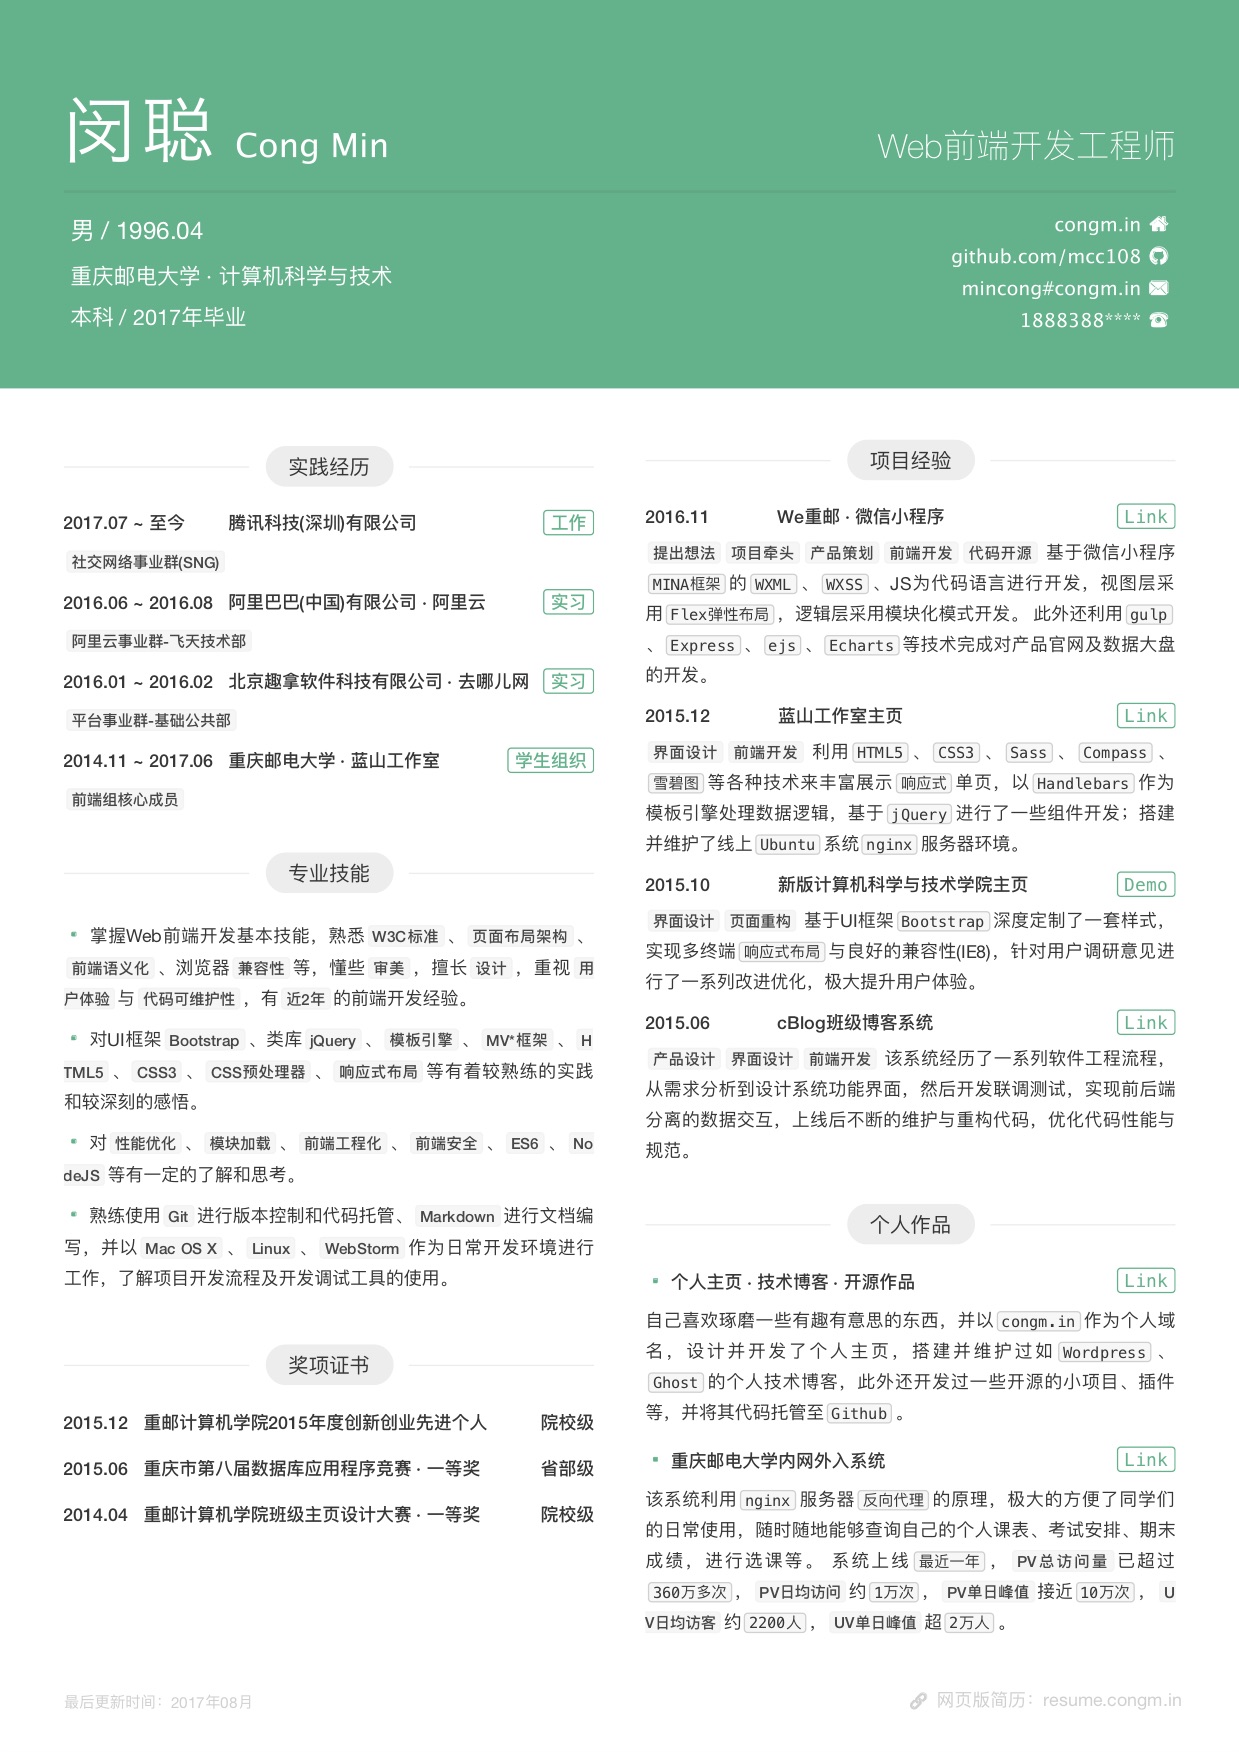 闵聪 Cong Min
Web前端开发工程师
男 / 1996.04
重庆邮电大学 · 计算机科学与技术
本科 / 2017年毕业
congm.in
github.com/mcc108
mincong#congm.in
1888388****
实践经历
2017.07 ~ 至今 腾讯科技(深圳)有限公司 工作
社交网络事业群(SNG)
2016.06 ~ 2016.08 阿里巴巴(中国)有限公司 · 阿里云 实习
阿里云事业群-飞天技术部
2016.01 ~ 2016.02 北京趣拿软件科技有限公司 · 去哪儿网 实习
平台事业群-基础公共部
2014.11 ~ 2017.06 重庆邮电大学 · 蓝山工作室 学生组织
前端组核心成员
专业技能
掌握Web前端开发基本技能，熟悉 W3C标准 、 页面布局架构 、
前端语义化 、浏览器 兼容性 等，懂些 审美 ，擅长 设计 ，重视 用
户体验 与 代码可维护性 ，有 近2年 的前端开发经验。
对UI框架 Bootstrap 、类库 jQuery 、 模板引擎 、 MV*框架 、 H
TML5 、 CSS3 、 CSS预处理器 、 响应式布局 等有着较熟练的实践
和较深刻的感悟。
对 性能优化 、 模块加载 、 前端工程化 、 前端安全 、 ES6 、 No
deJS 等有一定的了解和思考。
熟练使用 Git 进行版本控制和代码托管、 Markdown 进行文档编
写，并以 Mac OS X 、 Linux 、 WebStorm 作为日常开发环境进行
工作，了解项目开发流程及开发调试工具的使用。
奖项证书
2015.12 重邮计算机学院2015年度创新创业先进个人 院校级
2015.06 重庆市第八届数据库应用程序竞赛 · 一等奖 省部级
2014.04 重邮计算机学院班级主页设计大赛 · 一等奖 院校级
项目经验
2016.11 We重邮 · 微信小程序 Link
提出想法 项目牵头 产品策划 前端开发 代码开源 基于微信小程序
MINA框架 的 WXML 、 WXSS 、JS为代码语言进行开发，视图层采
用 Flex弹性布局 ，逻辑层采用模块化模式开发。 此外还利用 gulp
、 Express 、 ejs 、 Echarts 等技术完成对产品官网及数据大盘
的开发。
2015.12 蓝山工作室主页 Link
界面设计 前端开发 利用 HTML5 、 CSS3 、 Sass 、 Compass 、
雪碧图 等各种技术来丰富展示 响应式 单页，以 Handlebars 作为
模板引擎处理数据逻辑，基于 jQuery 进行了一些组件开发；搭建
并维护了线上 Ubuntu 系统 nginx 服务器环境。
2015.10 新版计算机科学与技术学院主页 Demo
界面设计 页面重构 基于UI框架 Bootstrap 深度定制了一套样式，
实现多终端 响应式布局 与良好的兼容性(IE8)，针对用户调研意见进
行了一系列改进优化，极大提升用户体验。
2015.06 cBlog班级博客系统 Link
产品设计 界面设计 前端开发 该系统经历了一系列软件工程流程，
从需求分析到设计系统功能界面，然后开发联调测试，实现前后端
分离的数据交互，上线后不断的维护与重构代码，优化代码性能与
规范。
个人作品
个人主页 · 技术博客 · 开源作品 Link
自己喜欢琢磨一些有趣有意思的东西，并以 congm.in 作为个人域
名，设计并开发了个人主页，搭建并维护过如 Wordpress 、
Ghost 的个人技术博客，此外还开发过一些开源的小项目、插件
等，并将其代码托管至 Github 。
重庆邮电大学内网外入系统 Link
该系统利用 nginx 服务器 反向代理 的原理，极大的方便了同学们
的日常使用，随时随地能够查询自己的个人课表、考试安排、期末
成绩，进行选课等。 系统上线 最近一年 ， PV总访问量 已超过
360万多次 ， PV日均访问 约 1万次 ， PV单日峰值 接近 10万次 ， U
V日均访客 约 2200人 ， UV单日峰值 超 2万人 。
最后更新时间：2017年08月
网页版简历：resume.congm.in